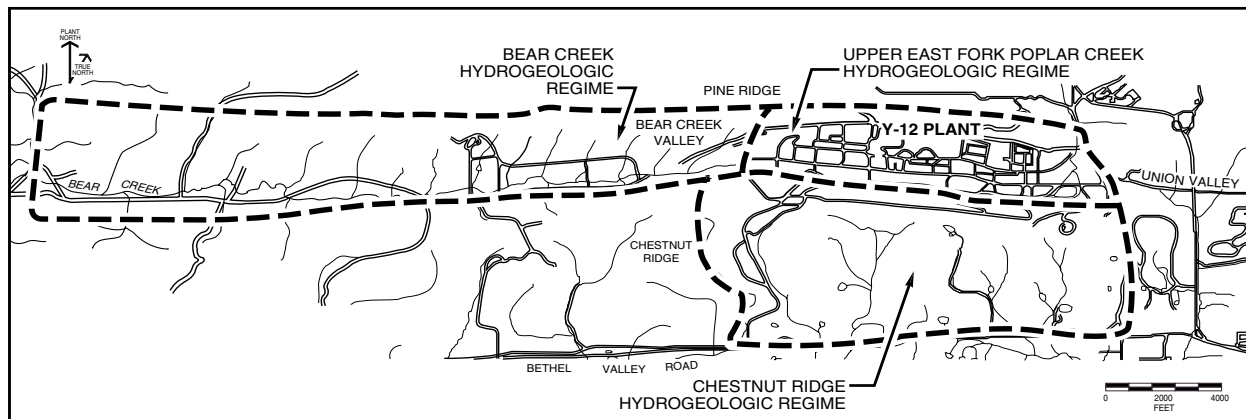 PLANT
NORTH
TRUE
NORTH
BEAR CREEK
HYDROGEOLOGIC
REGIME
UPPER EAST FORK POPLAR CREEK
HYDROGEOLOGIC REGIME
PINE RIDGE
BEAR CREEK
VALLEY
Y-12 PLANT
UNION VALLEY
BEAR CREEK
CHESTNUT
RIDGE
BETHEL VALLEY ROAD
CHESTNUT RIDGE
HYDROGEOLOGIC REGIME
0 2000 4000
FEET